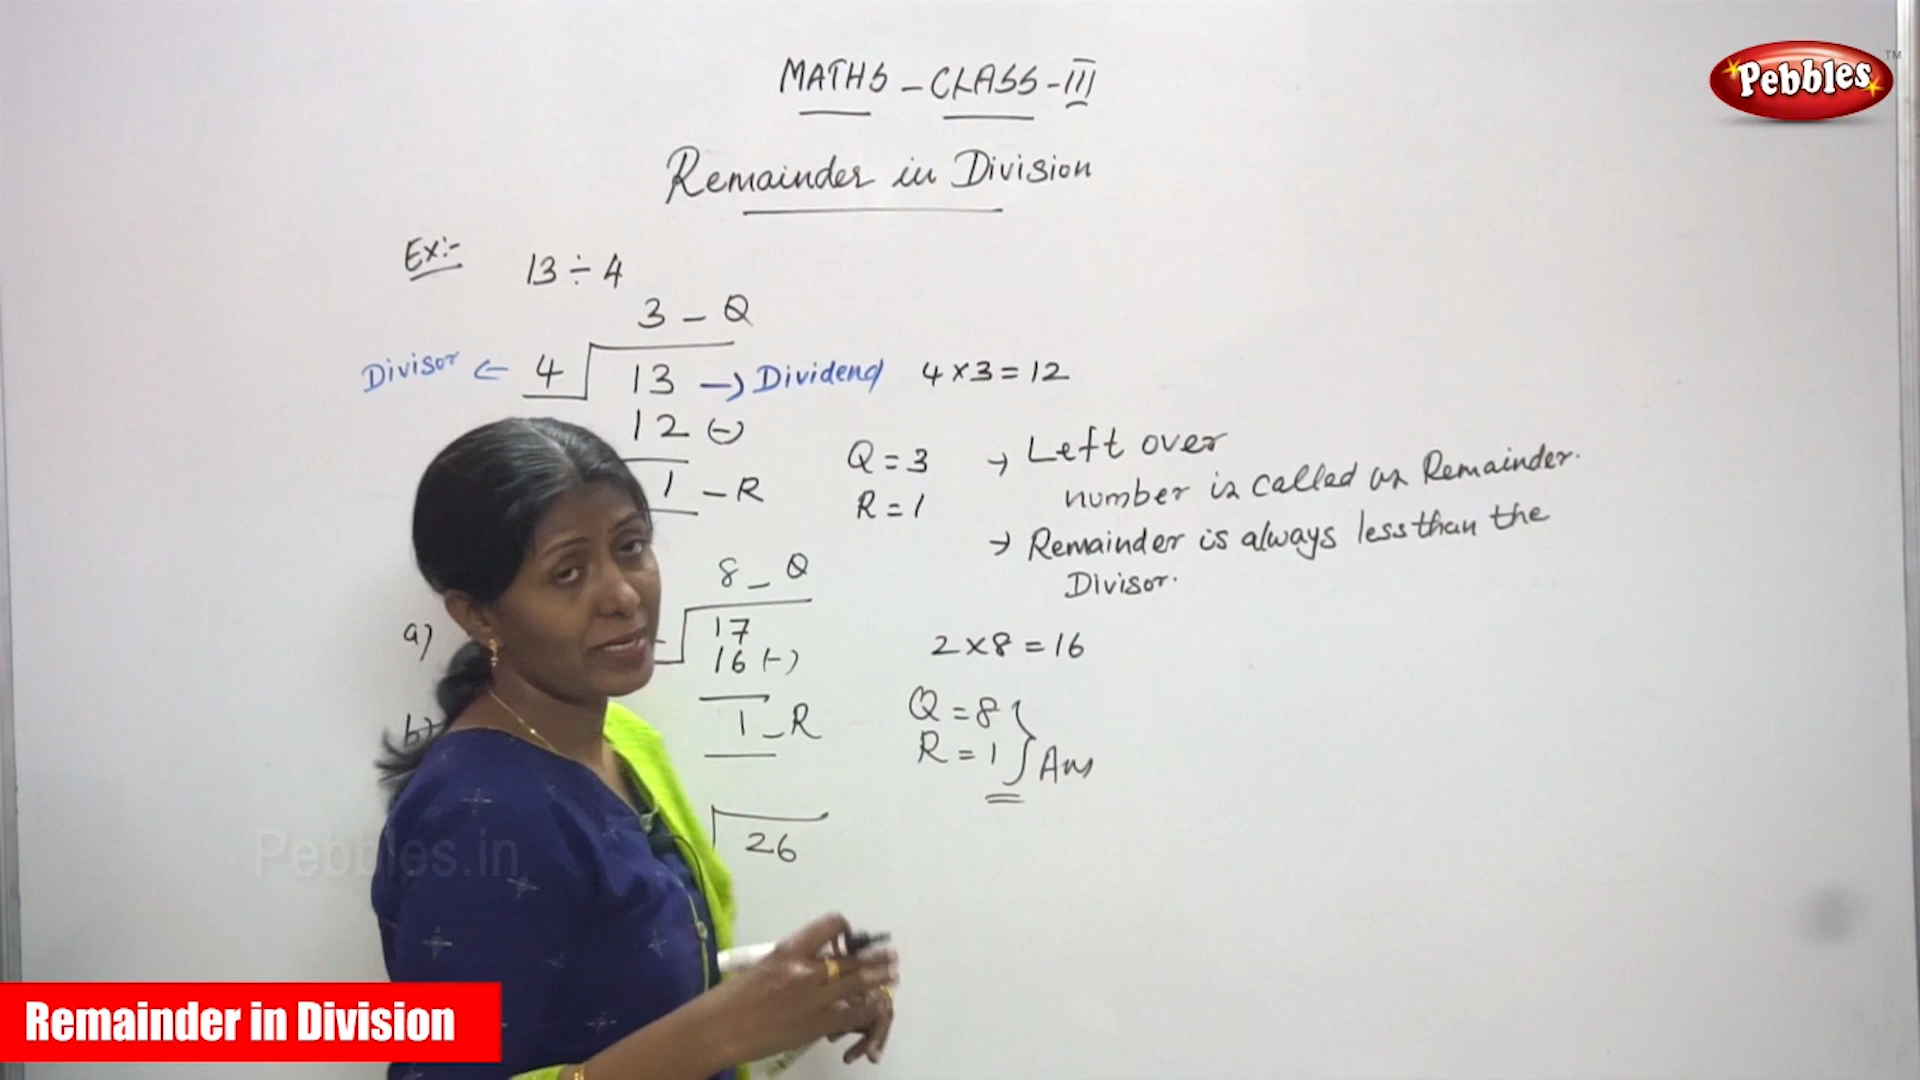 MATHS - CLASS - III
Pebbles TM
Remainder in Division
Ex:-
13 ÷ 4
3 - Q
Divisor ← 4 13 → Dividend 4 × 3 = 12
12 (-)
1 - R
Q = 3
R = 1
→ Left over
number is called as Remainder.
→ Remainder is always less than the
Divisor.
8 - Q
a) 17
16 (-)
1 - R
2 × 8 = 16
Q = 8
R = 1 } Ans
b)
26
Pebbles.in
Remainder in Division